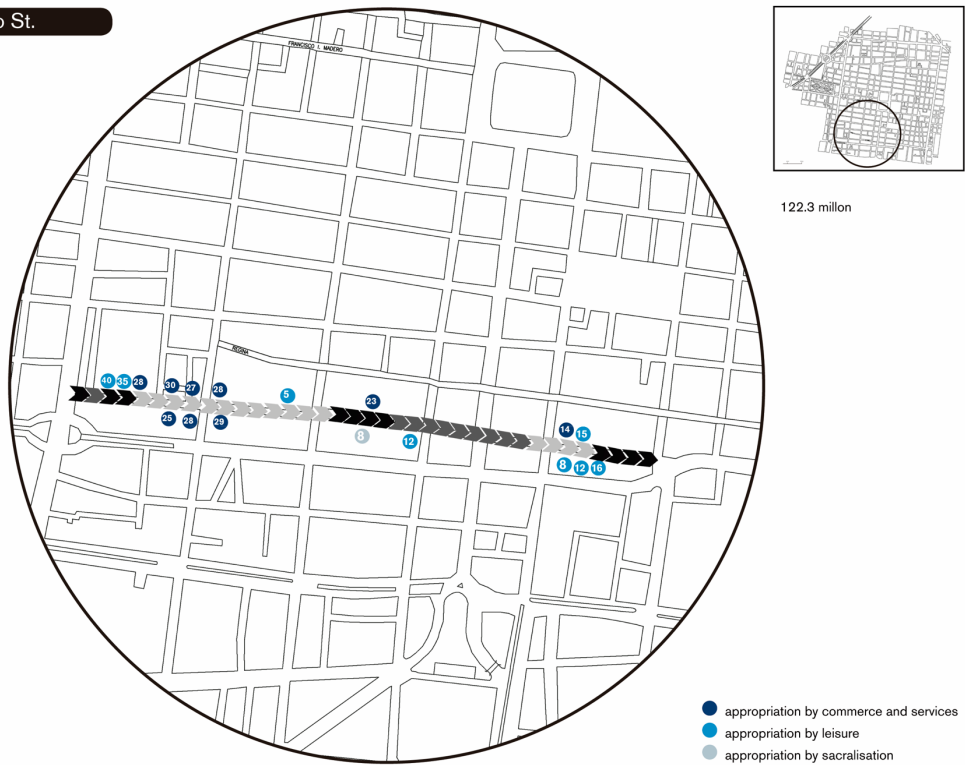 o St.
FRANCISCO I. MADERO
122.3 millon
REGINA
40 35 28
30 27 28
5
23
25 28 29
8
12
14 15
8 12 16
appropriation by commerce and services
appropriation by leisure
appropriation by sacralisation